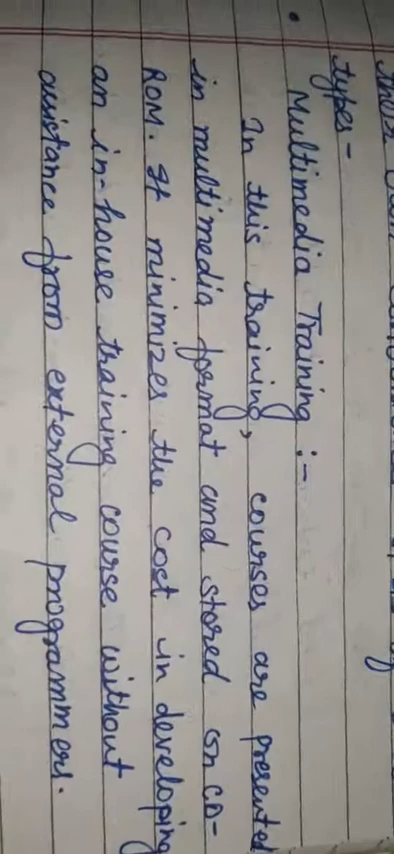 types -
• Multimedia Training :-
In this training, courses are presented
in multimedia format and stored on CD-
ROM. It minimizes the cost in developing
an in-house training course without
assistance from external programmers.